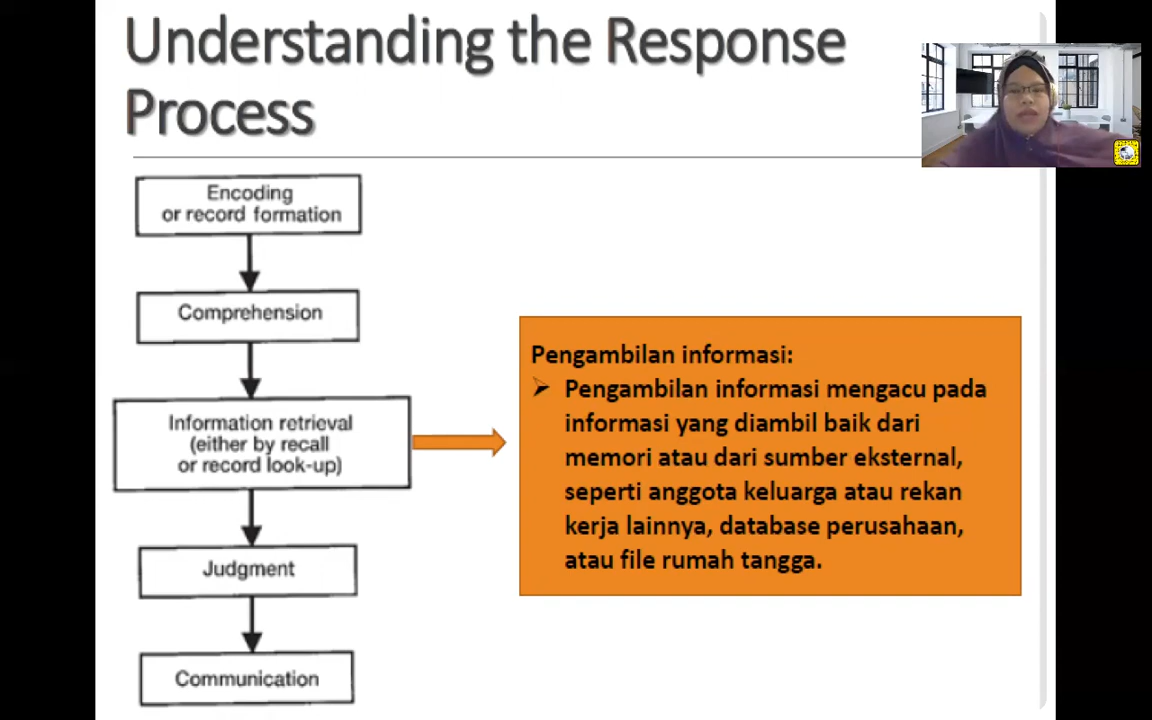 Understanding the Response
Process
Encoding
or record formation
Comprehension
Information retrieval
(either by recall
or record look-up)
Judgment
Communication
Pengambilan informasi:
Pengambilan informasi mengacu pada
informasi yang diambil baik dari
memori atau dari sumber eksternal,
seperti anggota keluarga atau rekan
kerja lainnya, database perusahaan,
atau file rumah tangga.